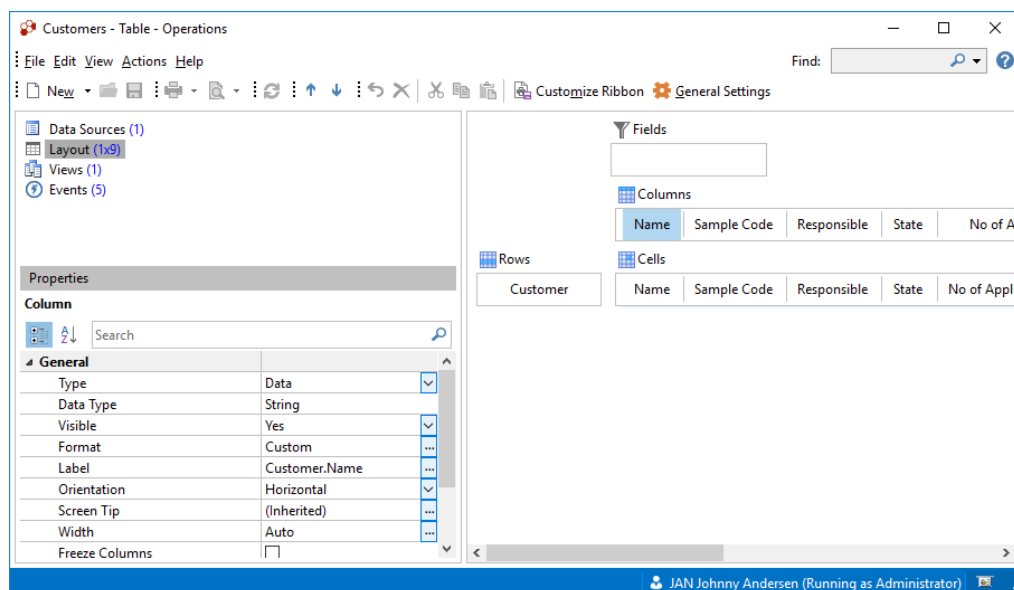 Customers - Table - Operations
File Edit View Actions Help
Find:
New
Customize Ribbon
General Settings
Data Sources (1)
Layout (1x9)
Views (1)
Events (5)
Fields
Columns
Name Sample Code Responsible State No of A
Rows
Cells
Customer
Name Sample Code Responsible State No of Appl
Properties
Column
Search
General
Type Data
Data Type String
Visible Yes
Format Custom
Label Customer.Name
Orientation Horizontal
Screen Tip (Inherited)
Width Auto
Freeze Columns
JAN Johnny Andersen (Running as Administrator)